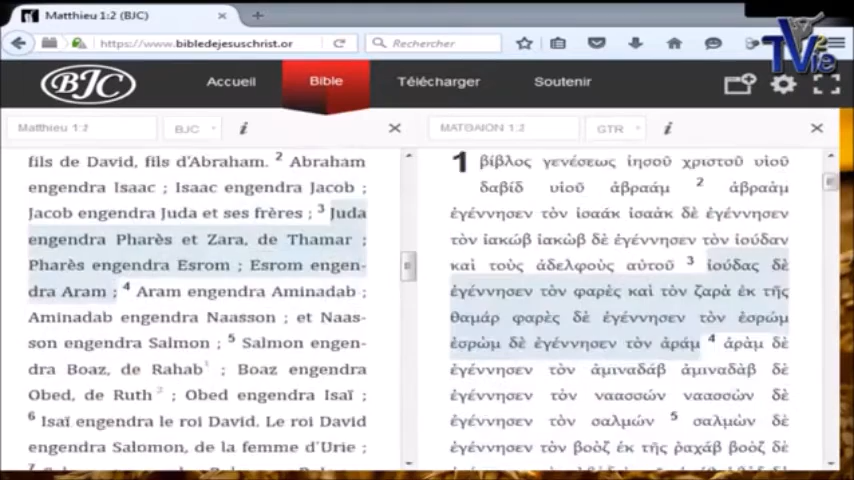 Matthieu 1:2 (BJC)
https://www.bibledejesuschrist.or
Rechercher
TV2Vie
BJC
Accueil
Bible
Télécharger
Soutenir
Matthieu 1:2
BJC
fils de David, fils d'Abraham. 2 Abraham
engendra Isaac ; Isaac engendra Jacob ;
Jacob engendra Juda et ses frères ; 3 Juda
engendra Pharès et Zara, de Thamar ;
Pharès engendra Esrom ; Esrom engen-
dra Aram ; 4 Aram engendra Aminadab ;
Aminadab engendra Naasson ; et Naas-
son engendra Salmon ; 5 Salmon engen-
dra Boaz, de Rahab1 ; Boaz engendra
Obed, de Ruth2 ; Obed engendra Isaï ;
6 Isaï engendra le roi David. Le roi David
engendra Salomon, de la femme d'Urie ;
7
ΜΑΤΘΑΙΟΝ 1:2
GTR
1 βίβλος γενέσεως ἰησοῦ χριστοῦ υἱοῦ
δαβίδ υἱοῦ ἀβραάμ 2 ἀβραὰμ
ἐγέννησεν τὸν ἰσαάκ ἰσαὰκ δὲ ἐγέννησεν
τὸν ἰακώβ ἰακὼβ δὲ ἐγέννησεν τὸν ἰούδαν
καὶ τοὺς ἀδελφοὺς αὐτοῦ 3 ἰούδας δὲ
ἐγέννησεν τὸν φαρὲς καὶ τὸν ζαρὰ ἐκ τῆς
θαμάρ φαρὲς δὲ ἐγέννησεν τὸν ἐσρώμ
ἐσρὼμ δὲ ἐγέννησεν τὸν ἀράμ 4 ἀρὰμ δὲ
ἐγέννησεν τὸν ἀμιναδάβ ἀμιναδὰβ δὲ
ἐγέννησεν τὸν ναασσών ναασσὼν δὲ
ἐγέννησεν τὸν σαλμών 5 σαλμὼν δὲ
ἐγέννησεν τὸν βοὸζ ἐκ τῆς ῥαχάβ βοὸζ δὲ